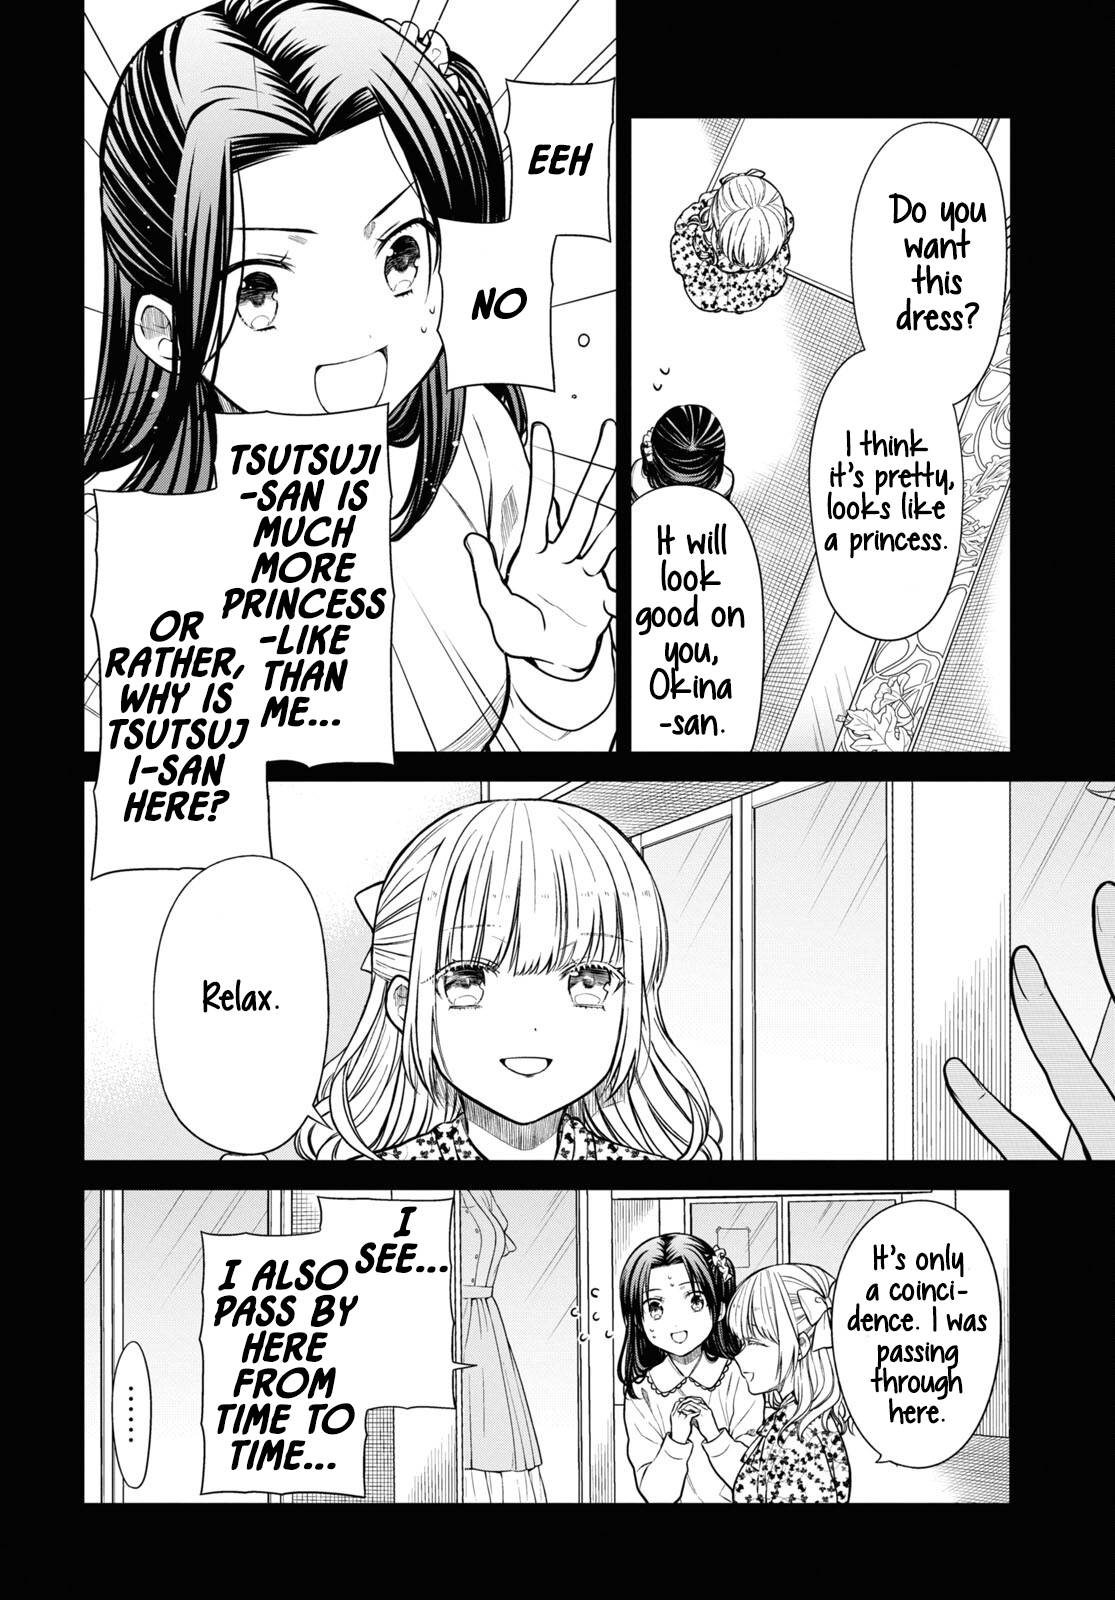 Do you
want
this
dress?
I think
it's pretty,
looks like
a princess.
It will
look
good on
you,
Okina
-san.
EEH
NO
TSUTSUJI
-SAN IS
MUCH
MORE
PRINCESS
-LIKE
THAN
ME...
OR
RATHER,
WHY IS
TSUTSUJ
I-SAN
HERE?
Relax.
It's only
a coinci-
dence. I was
passing
through
here.
I
SEE...
I ALSO
PASS BY
HERE
FROM
TIME TO
TIME...
......